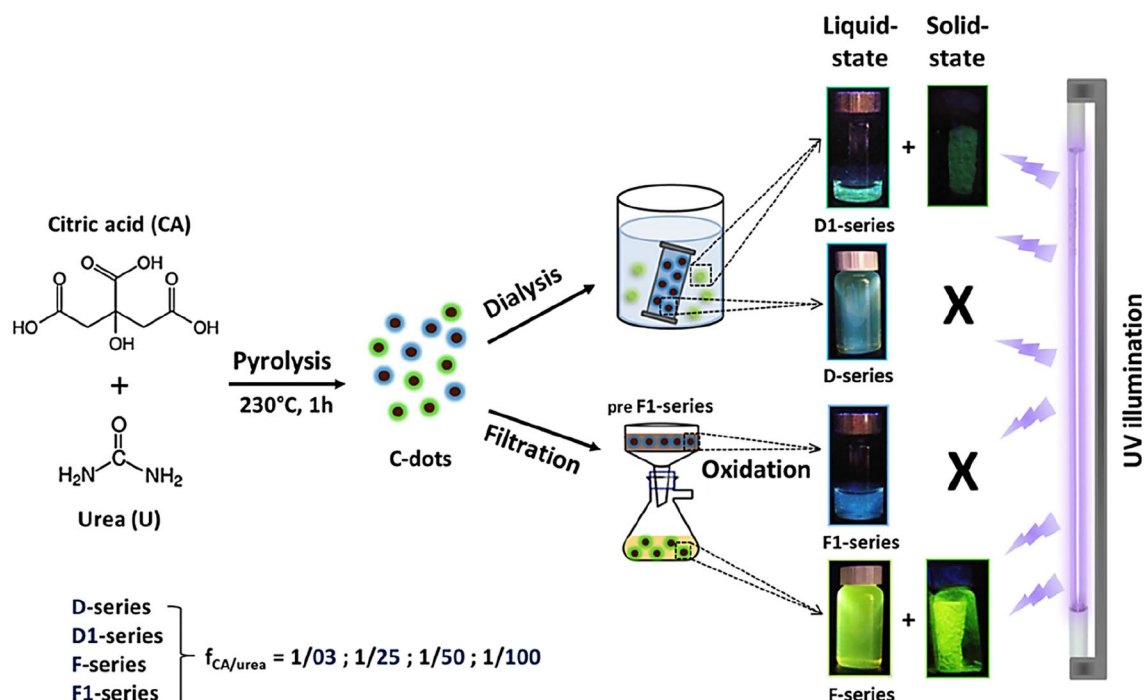 Liquid-
state
Solid-
state
+
D1-series
Citric acid (CA)
O
OH
O
O
HO
OH
OH
+
O
H₂N
NH₂
Urea (U)
Pyrolysis
230°C, 1h
C-dots
Dialysis
Filtration
X
D-series
pre F1-series
Oxidation
X
F1-series
+
F-series
UV illumination
D-series
D1-series
F-series
F1-series
f_CA/urea = 1/03 ; 1/25 ; 1/50 ; 1/100